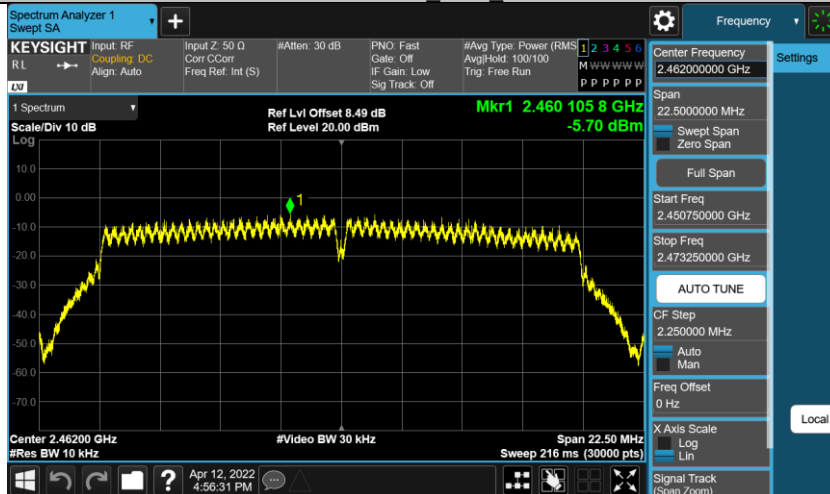 Spectrum Analyzer 1
Swept SA
+
Frequency
KEYSIGHT
RL
LXI
Input: RF
Coupling: DC
Align: Auto
Input Z: 50 Ω
Corr CCorr
Freq Ref: Int (S)
#Atten: 30 dB
PNO: Fast
Gate: Off
IF Gain: Low
Sig Track: Off
#Avg Type: Power (RMS
Avg|Hold: 100/100
Trig: Free Run
1 2 3 4 5 6
M W W W W W
P P P P P P
1 Spectrum
Scale/Div 10 dB
Log
Ref Lvl Offset 8.49 dB
Ref Level 20.00 dBm
Mkr1 2.460 105 8 GHz
-5.70 dBm
10.0
0.00
-10.0
-20.0
-30.0
-40.0
-50.0
-60.0
-70.0
1
Center 2.46200 GHz
#Res BW 10 kHz
#Video BW 30 kHz
Span 22.50 MHz
Sweep 216 ms (30000 pts)
Center Frequency
2.462000000 GHz
Span
22.5000000 MHz
Swept Span
Zero Span
Full Span
Start Freq
2.450750000 GHz
Stop Freq
2.473250000 GHz
AUTO TUNE
CF Step
2.250000 MHz
Auto
Man
Freq Offset
0 Hz
X Axis Scale
Log
Lin
Signal Track
(Span Zoom)
Settings
Local
?
Apr 12, 2022
4:56:31 PM